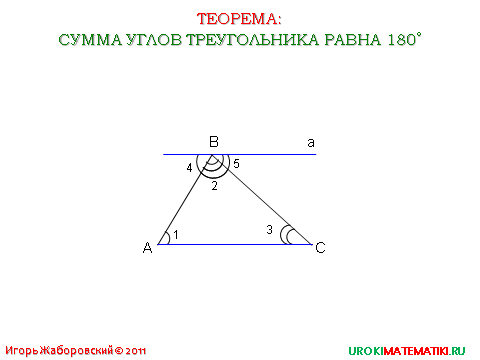 ТЕОРЕМА:
СУММА УГЛОВ ТРЕУГОЛЬНИКА РАВНА 180°
B a
4 5
2
1 3
A C
Игорь Жаборовский © 2011 UROKIMATEMATIKI.RU